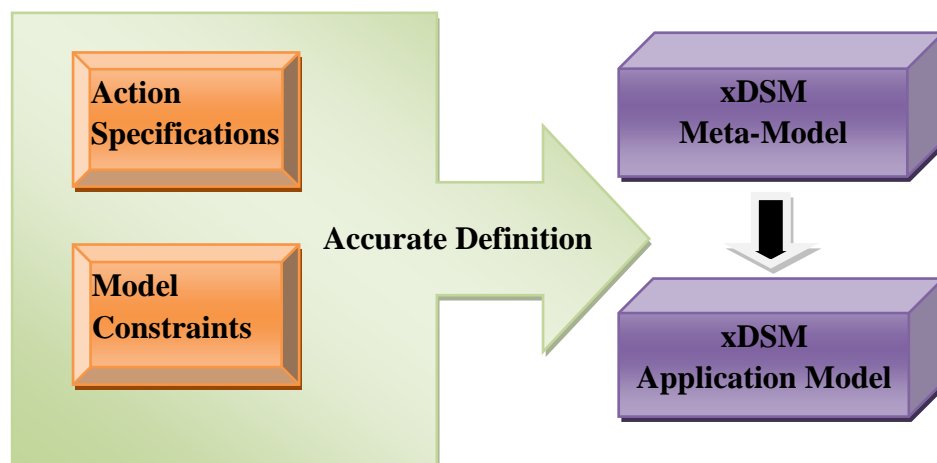 Action
Specifications
Model
Constraints
Accurate Definition
xDSM
Meta-Model
xDSM
Application Model